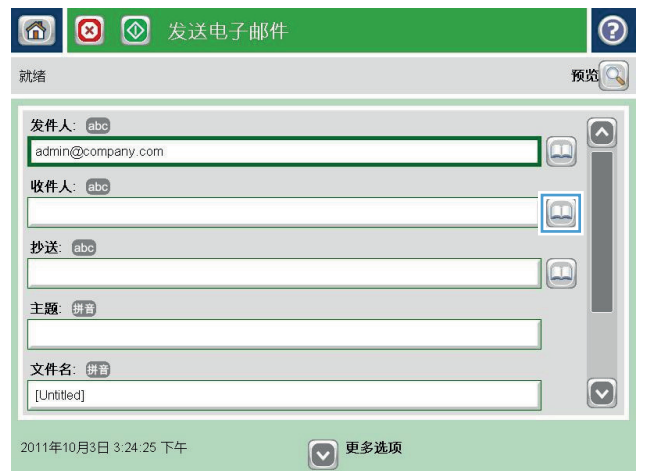 发送电子邮件
?
就绪
预览
发件人: abc
admin@company.com
收件人: abc
抄送: abc
主题: 拼音
文件名: 拼音
[Untitled]
2011年10月3日 3:24:25 下午
更多选项